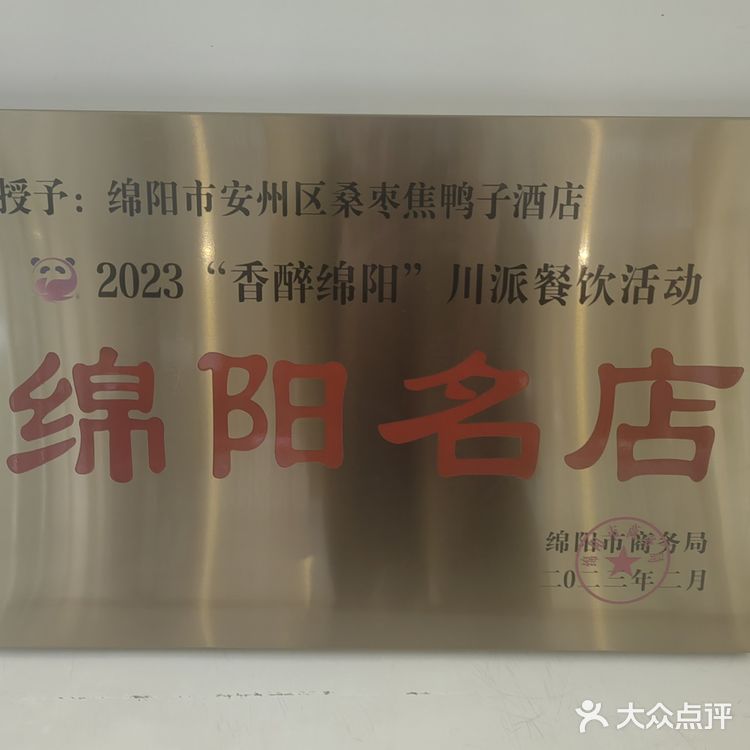 授予：绵阳市安州区桑枣焦鸭子酒店
2023“香醉绵阳”川派餐饮活动
绵阳名店
绵阳市商务局
二〇二三年二月
大众点评